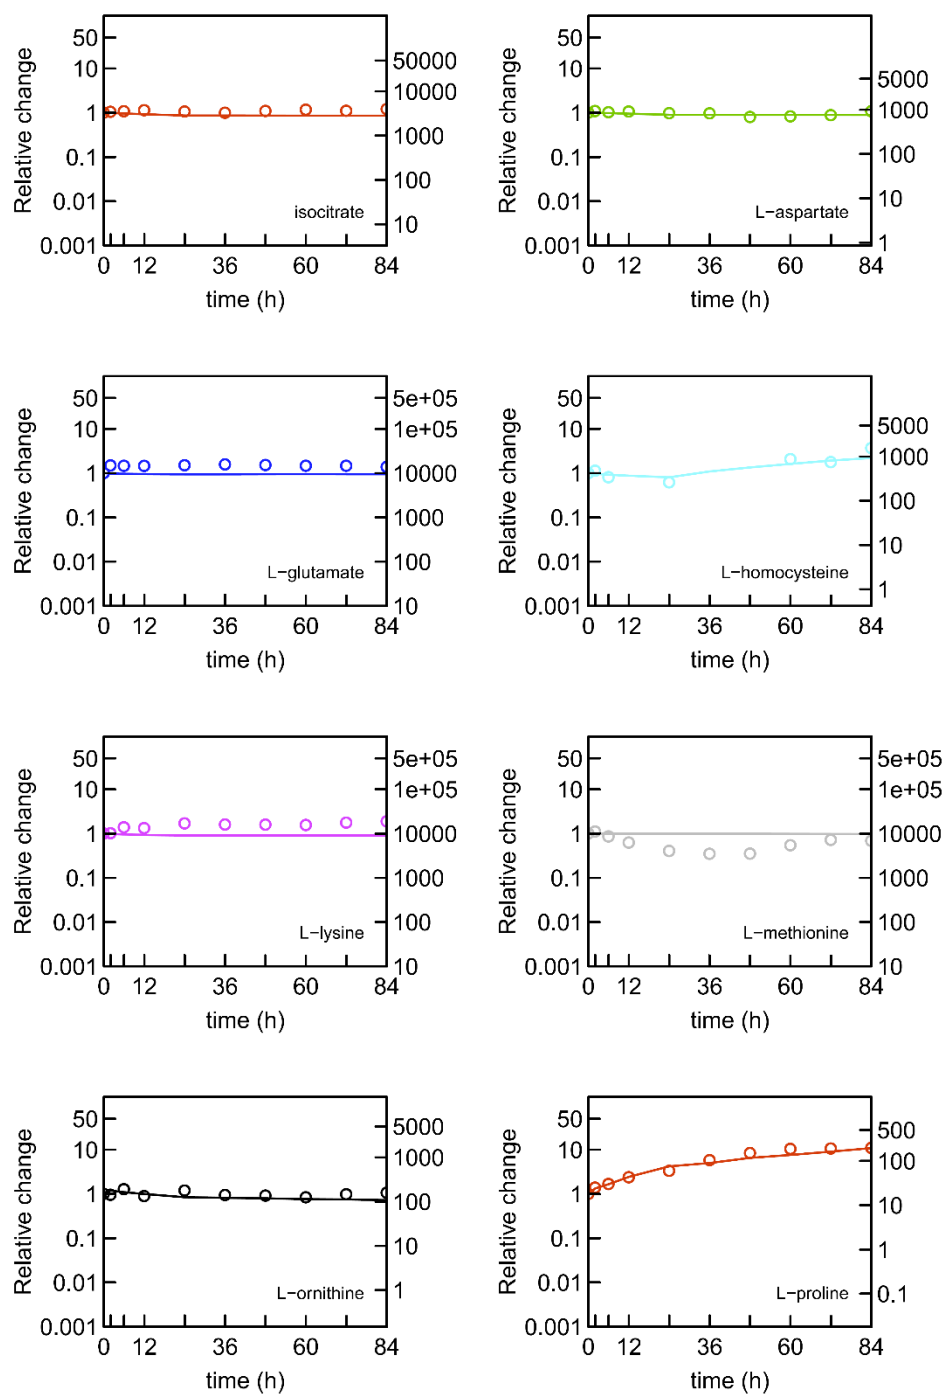 Relative change
50
10
1
0.1
0.01
0.001
50000
10000
1000
100
10
isocitrate
0 12 36 60 84
time (h)
Relative change
50
10
1
0.1
0.01
0.001
5000
1000
100
10
1
L−aspartate
0 12 36 60 84
time (h)
Relative change
50
10
1
0.1
0.01
0.001
5e+05
1e+05
10000
1000
100
10
L−glutamate
0 12 36 60 84
time (h)
Relative change
50
10
1
0.1
0.01
0.001
5000
1000
100
10
1
L−homocysteine
0 12 36 60 84
time (h)
Relative change
50
10
1
0.1
0.01
0.001
5e+05
1e+05
10000
1000
100
10
L−lysine
0 12 36 60 84
time (h)
Relative change
50
10
1
0.1
0.01
0.001
5e+05
1e+05
10000
1000
100
10
L−methionine
0 12 36 60 84
time (h)
Relative change
50
10
1
0.1
0.01
0.001
5000
1000
100
10
1
L−ornithine
0 12 36 60 84
time (h)
Relative change
50
10
1
0.1
0.01
0.001
500
100
10
1
0.1
L−proline
0 12 36 60 84
time (h)